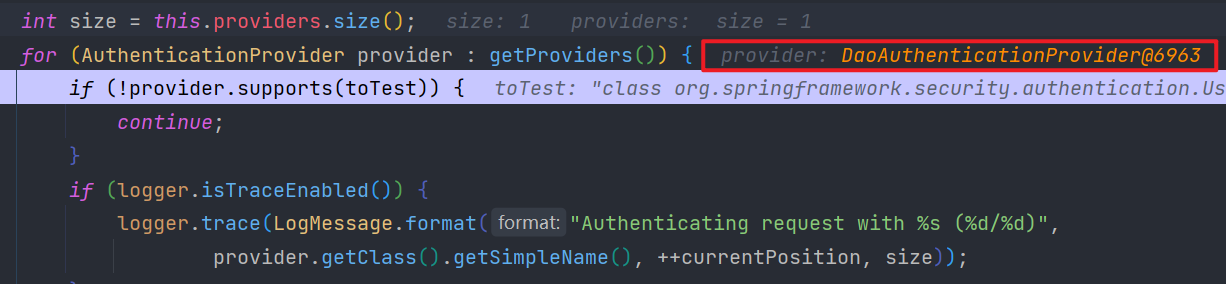 int size = this.providers.size(); size: 1 providers: size = 1
for (AuthenticationProvider provider : getProviders()) { provider: DaoAuthenticationProvider@6963
if (!provider.supports(toTest)) { toTest: "class org.springframework.security.authentication.Us
continue;
}
if (logger.isTraceEnabled()) {
logger.trace(LogMessage.format( format: "Authenticating request with %s (%d/%d)",
provider.getClass().getSimpleName(), ++currentPosition, size));
}